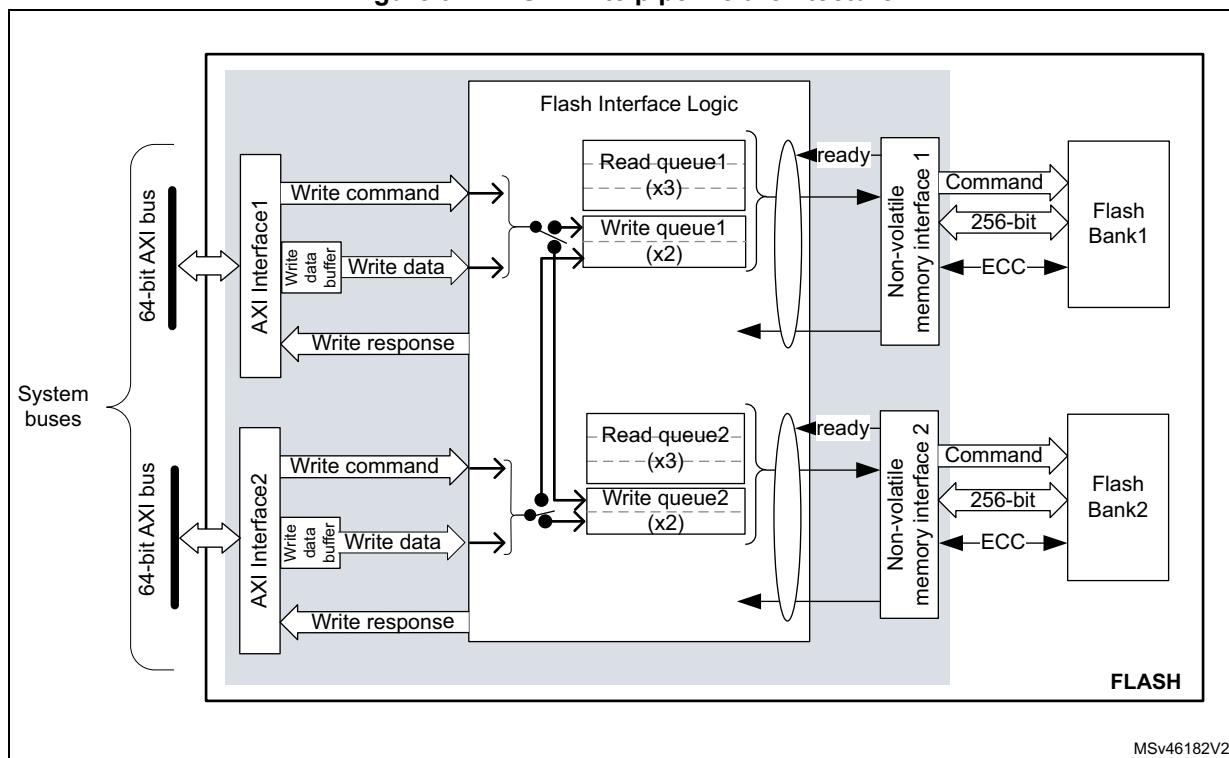 Flash Interface Logic
Read queue1
(x3)
Write queue1
(x2)
ready
Non-volatile
memory interface 1
Command
256-bit
ECC
Flash
Bank1
64-bit AXI bus
AXI Interface1
Write command
Write
data
buffer
Write data
Write response
System
buses
64-bit AXI bus
AXI Interface2
Write command
Write
data
buffer
Write data
Write response
Read queue2
(x3)
Write queue2
(x2)
ready
Non-volatile
memory interface 2
Command
256-bit
ECC
Flash
Bank2
FLASH
MSv46182V2